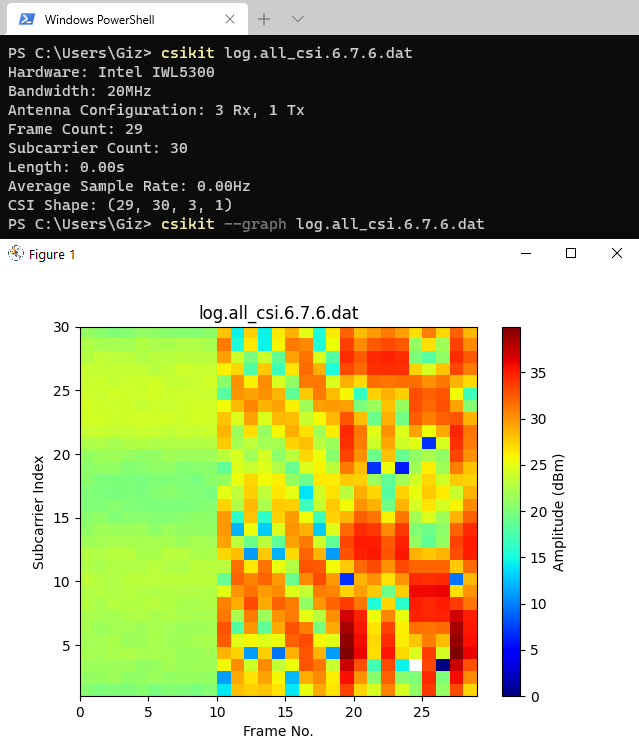 Windows PowerShell
PS C:\Users\Giz> csikit log.all_csi.6.7.6.dat
Hardware: Intel IWL5300
Bandwidth: 20MHz
Antenna Configuration: 3 Rx, 1 Tx
Frame Count: 29
Subcarrier Count: 30
Length: 0.00s
Average Sample Rate: 0.00Hz
CSI Shape: (29, 30, 3, 1)
PS C:\Users\Giz> csikit --graph log.all_csi.6.7.6.dat
Figure 1
log.all_csi.6.7.6.dat
30
25
20
15
10
5
Subcarrier Index
0 5 10 15 20 25
Frame No.
35
30
25
20
15
10
5
0
Amplitude (dBm)